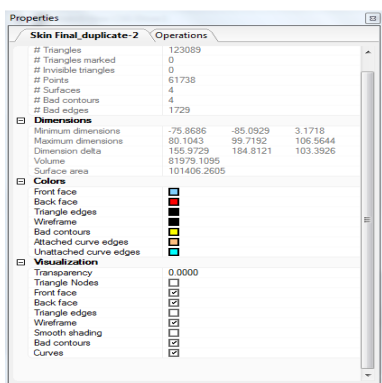 Properties
Skin Final_duplicate-2 Operations
# Triangles 123089
# Triangles marked 0
# Invisible triangles 0
# Points 61738
# Surfaces 4
# Bad contours 4
# Bad edges 1729
Dimensions
Minimum dimensions -75.8686 -85.0929 3.1718
Maximum dimensions 80.1043 99.7192 106.5644
Dimension delta 155.9729 184.8121 103.3926
Volume 81979.1095
Surface area 101406.2605
Colors
Front face
Back face
Triangle edges
Wireframe
Bad contours
Attached curve edges
Unattached curve edges
Visualization
Transparency 0.0000
Triangle Nodes
Front face
Back face
Triangle edges
Wireframe
Smooth shading
Bad contours
Curves